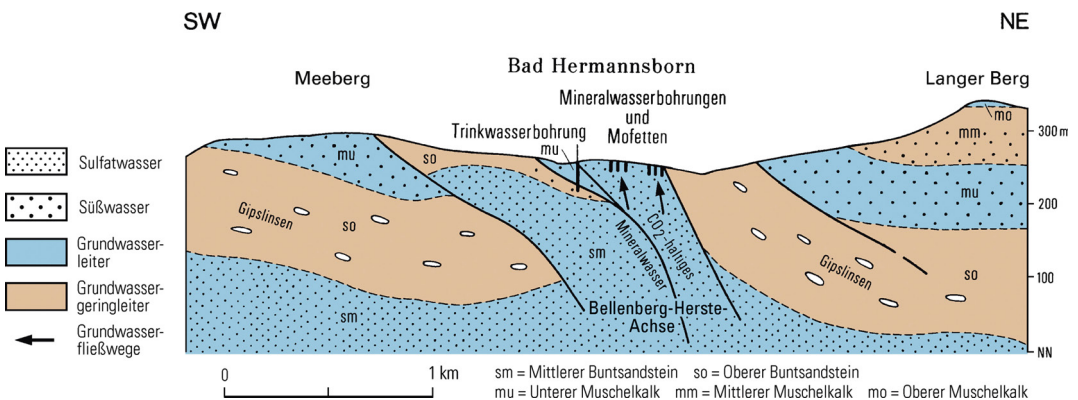 SW
NE
Meeberg
Bad Hermannsborn
Langer Berg
Mineralwasserbohrungen
und
Mofetten
Trinkwasserbohrung
mu
mo
mm
300 m
so
mu
mu
200
Gipslinsen
so
sm
Mineralwasser
CO2-haltiges
Gipslinsen
so
100
sm
Bellenberg-Herste-
Achse
NN
Sulfatwasser
Süßwasser
Grundwasser-
leiter
Grundwasser-
geringleiter
Grundwasser-
fließwege
0
1 km
sm = Mittlerer Buntsandstein so = Oberer Buntsandstein
mu = Unterer Muschelkalk mm = Mittlerer Muschelkalk mo = Oberer Muschelkalk